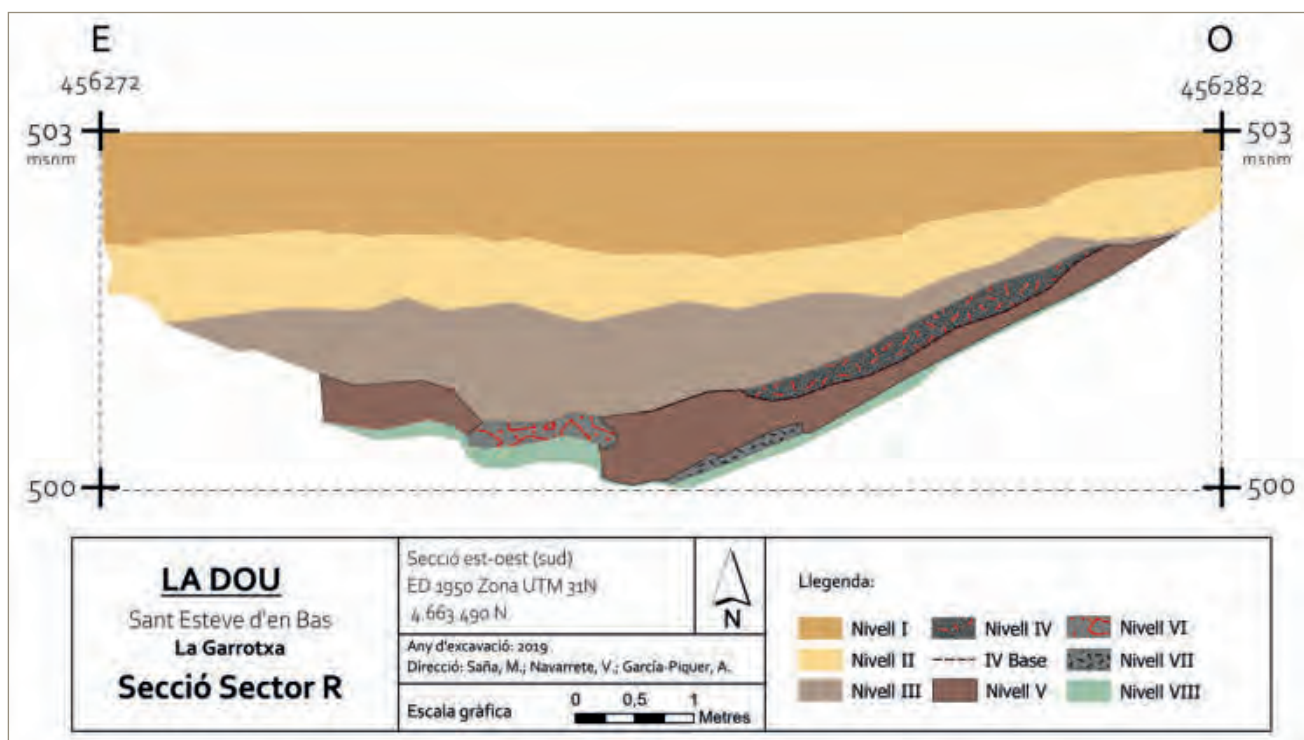 E
O
456272
456282
503
503
msnm
msnm
500
500
LA DOU
Sant Esteve d'en Bas
La Garrotxa
Secció Sector R
Secció est-oest (sud)
ED 1950 Zona UTM 31N
4.663.490 N
N
Any d'excavació: 2019
Direcció: Saña, M.; Navarrete, V.; García-Piquer, A.
Escala gràfica
0 0,5 1
Metres
Llegenda:
Nivell I
Nivell IV
Nivell VI
Nivell II
IV Base
Nivell VII
Nivell III
Nivell V
Nivell VIII